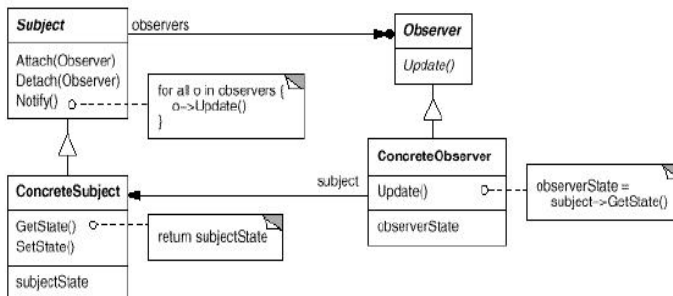 Subject
observers
Observer
Attach(Observer)
Detach(Observer)
Notify()
for all o in observers {
o->Update()
}
Update()
ConcreteSubject
GetState()
SetState()
subjectState
return subjectState
subject
ConcreteObserver
Update()
observerState
observerState =
subject->GetState()